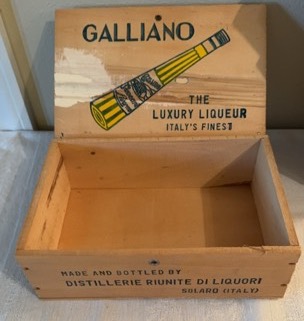 GALLIANO
THE
LUXURY LIQUEUR
ITALY'S FINEST
MADE AND BOTTLED BY
DISTILLERIE RIUNITE DI LIQUORI
SOLARO (ITALY)